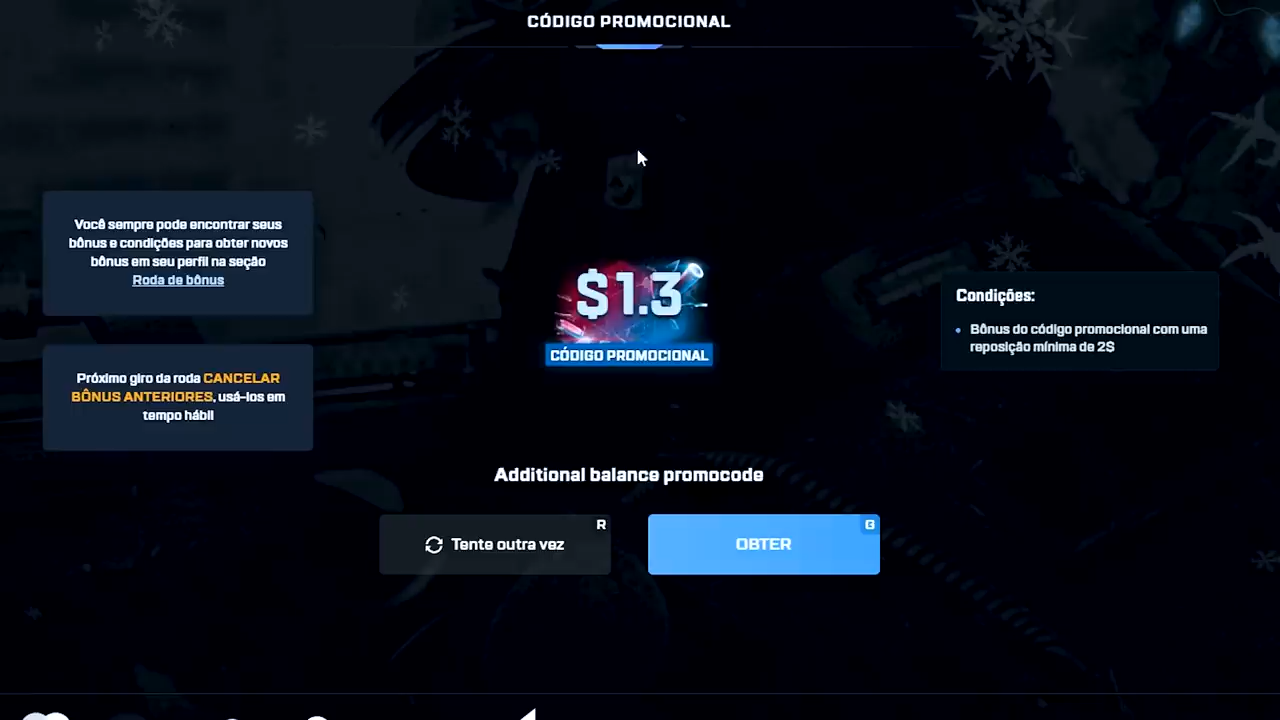 CÓDIGO PROMOCIONAL
Você sempre pode encontrar seus
bônus e condições para obter novos
bônus em seu perfil na seção
Roda de bônus
Próximo giro da roda CANCELAR
BÔNUS ANTERIORES, usá-los em
tempo hábil
$1.3
CÓDIGO PROMOCIONAL
Condições:
• Bônus do código promocional com uma
reposição mínima de 2$
Additional balance promocode
Tente outra vez
R
OBTER
G